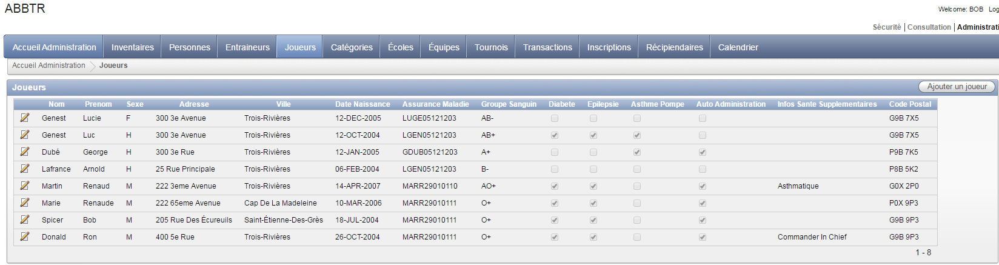 ABBTR
Welcome: BOB Log
Sécurité | Consultation | Administrati
Accueil Administration Inventaires Personnes Entraineurs Joueurs Catégories Écoles Équipes Tournois Transactions Inscriptions Récipiendaires Calendrier
Accueil Administration Joueurs
Joueurs Ajouter un joueur
Nom Prenom Sexe Adresse Ville Date Naissance Assurance Maladie Groupe Sanguin Diabete Epilepsie Asthme Pompe Auto Administration Infos Sante Supplementaires Code Postal
Genest Lucie F 300 3e Avenue Trois-Rivières 12-DEC-2005 LUGE05121203 AB- G9B 7X5
Genest Luc H 300 3e Avenue Trois-Rivières 12-OCT-2004 LGEN05121203 AB+ G9B 7X5
Dubé George H 300 3e Rue Trois-Rivières 12-JAN-2005 GDUB05121203 A+ P9B 7K5
Lafrance Arnold H 25 Rue Principale Trois-Rivières 06-FEB-2004 LGEN05121203 B- P8B 5K2
Martin Renaud M 222 3eme Avenue Trois-Rivières 14-APR-2007 MARR29010110 AO+ Asthmatique G0X 2P0
Marie Renaude M 222 65eme Avenue Cap De La Madeleine 10-MAR-2006 MARR29010111 O+ P0X 9P3
Spicer Bob M 205 Rue Des Écureuils Saint-Étienne-Des-Grès 18-JUL-2004 MARR29010111 O+ G9B 9P3
Donald Ron M 400 5e Rue Trois-Rivières 26-OCT-2004 MARR29010111 O+ Commander In Chief G9B 9P3
1 - 8